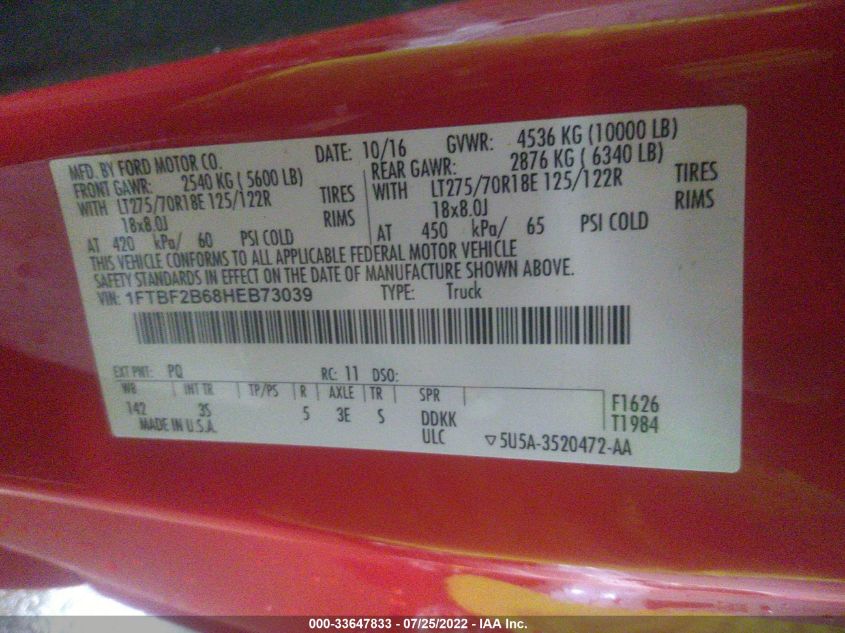 MFD. BY FORD MOTOR CO.
DATE: 10/16 GVWR: 4536 KG (10000 LB)
FRONT GAWR: 2540 KG ( 5600 LB)
REAR GAWR: 2876 KG ( 6340 LB)
WITH LT275/70R18E 125/122R TIRES
WITH LT275/70R18E 125/122R TIRES
18x8.0J RIMS
18x8.0J RIMS
AT 420 kPa/ 60 PSI COLD
AT 450 kPa/ 65 PSI COLD
THIS VEHICLE CONFORMS TO ALL APPLICABLE FEDERAL MOTOR VEHICLE
SAFETY STANDARDS IN EFFECT ON THE DATE OF MANUFACTURE SHOWN ABOVE.
VIN: 1FTBF2B68HEB73039 TYPE: Truck
EXT PNT: PQ RC: 11 DSO:
WB INT TR TP/PS R AXLE TR SPR
142 3S 5 3E S DDKK
F1626
T1984
MADE IN U.S.A. ULC ▽5U5A-3520472-AA
000-33647833 - 07/25/2022 - IAA Inc.